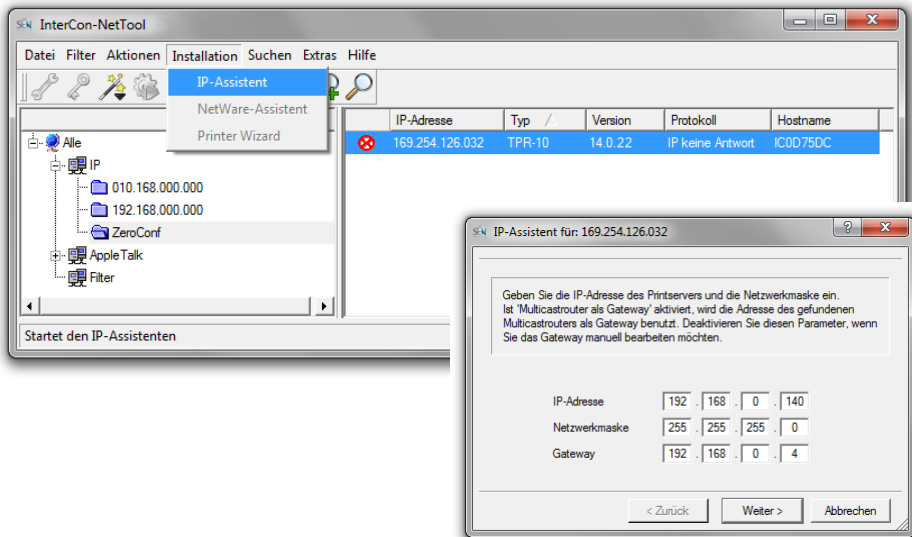 SEH InterCon-NetTool
Datei Filter Aktionen Installation Suchen Extras Hilfe
IP-Assistent
NetWare-Assistent
Printer Wizard
IP-Adresse Typ Version Protokoll Hostname
169.254.126.032 TPR-10 14.0.22 IP keine Antwort IC0D75DC
Alle
IP
010.168.000.000
192.168.000.000
ZeroConf
AppleTalk
Filter
Startet den IP-Assistenten
SEH IP-Assistent für: 169.254.126.032
Geben Sie die IP-Adresse des Printservers und die Netzwerkmaske ein.
Ist 'Multicastrouter als Gateway' aktiviert, wird die Adresse des gefundenen
Multicastrouters als Gateway benutzt. Deaktivieren Sie diesen Parameter, wenn
Sie das Gateway manuell bearbeiten möchten.
IP-Adresse 192 . 168 . 0 . 140
Netzwerkmaske 255 . 255 . 255 . 0
Gateway 192 . 168 . 0 . 4
< Zurück Weiter > Abbrechen